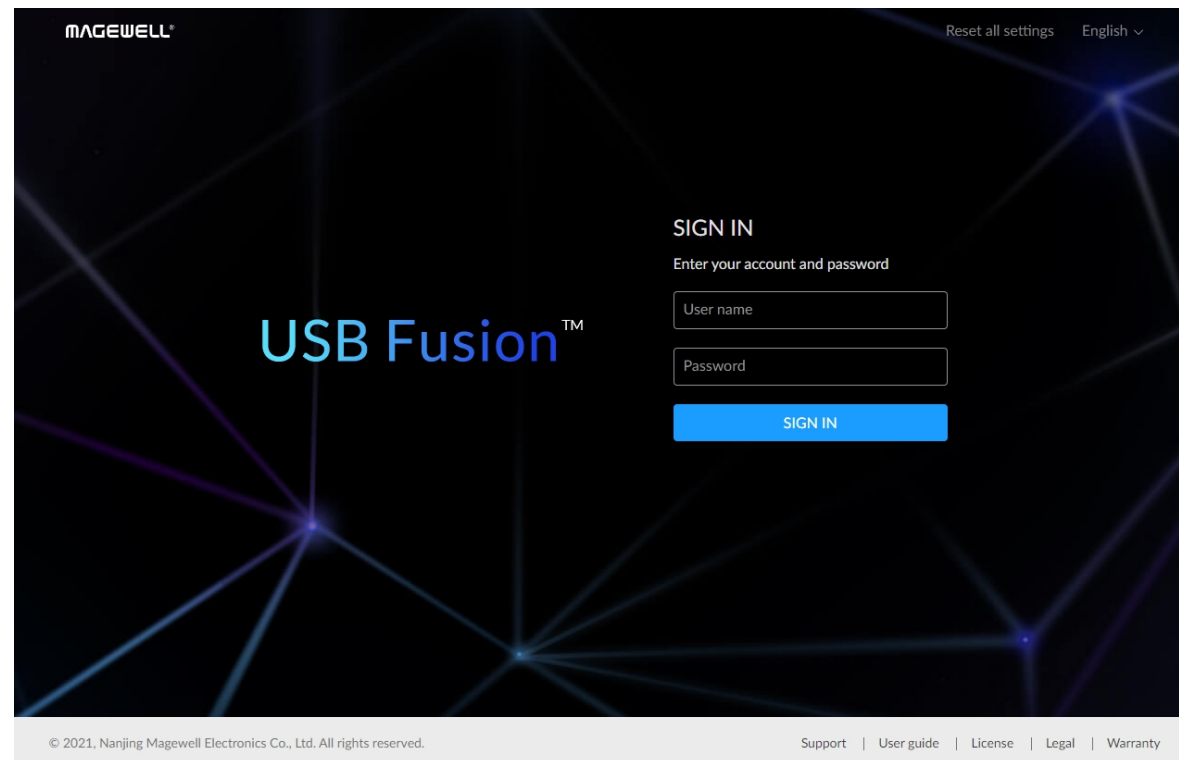 MAGEWELL®
Reset all settings English
SIGN IN
Enter your account and password
User name
USB Fusion™
Password
SIGN IN
© 2021, Nanjing Magewell Electronics Co., Ltd. All rights reserved.
Support | User guide | License | Legal | Warranty